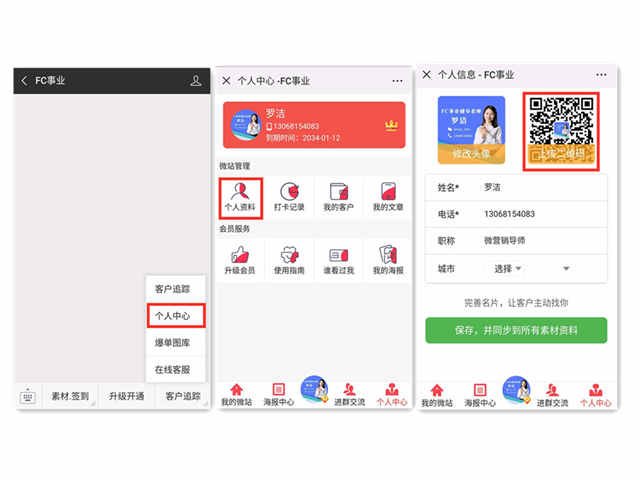 FC事业
客户追踪
个人中心
爆单图库
在线客服
素材.签到
升级开通
客户追踪
个人中心 -FC事业
罗洁
13068154083
到期时间：2034-01-12
微站管理
个人资料
打卡记录
我的客户
我的文章
会员服务
升级会员
使用指南
谁看过我
我的海报
我的微站
海报中心
进群交流
个人中心
个人信息 - FC事业
FC事业辅导老师
罗洁
修改头像
上传二维码
姓名* 罗洁
电话* 13068154083
职称 微营销导师
城市 选择
完善名片，让客户主动找你
保存，并同步到所有素材资料
我的微站
海报中心
进群交流
个人中心